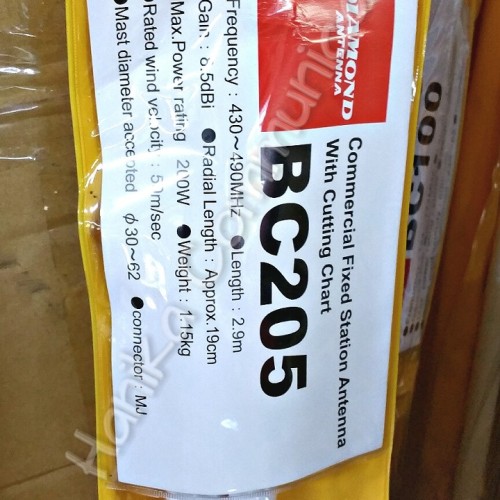 DIAMOND
ANTENNA
Commercial Fixed Station Antenna
With Cutting Chart
BC205
Frequency : 430～490MHz ●Length : 2.9m
Gain : 8.5dBi ●Radial Length : Approx.19cm
Max.Power rating 200W ●Weight : 1.15kg
●Rated wind velocity : 50m/sec
●Mast diameter accepted φ30～62 ●connector : MJ
BC100